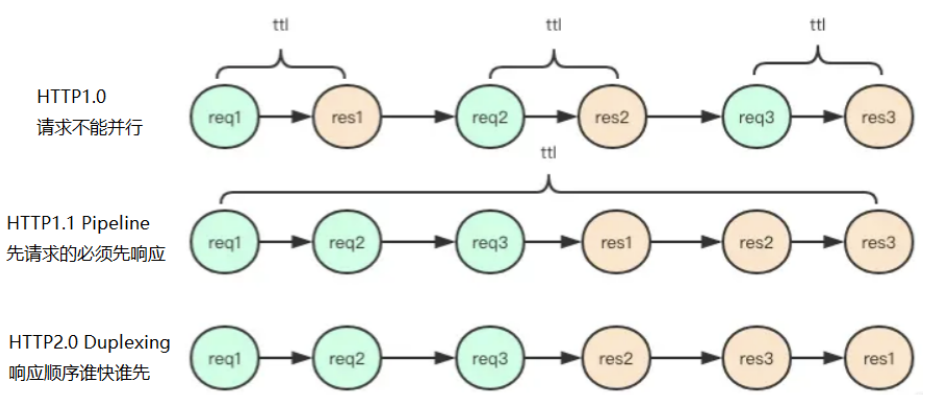 ttl ttl ttl
HTTP1.0
请求不能并行
req1 res1 req2 res2 req3 res3
ttl
HTTP1.1 Pipeline
先请求的必须先响应
req1 req2 req3 res1 res2 res3
HTTP2.0 Duplexing
响应顺序谁快谁先
req1 req2 req3 res2 res3 res1